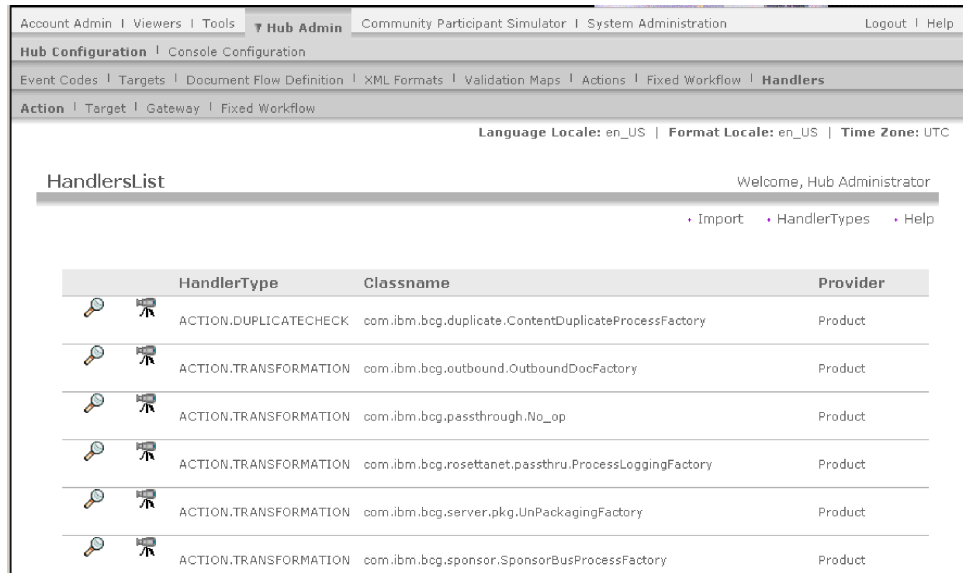 Account Admin | Viewers | Tools ▼ Hub Admin Community Participant Simulator | System Administration Logout | Help
Hub Configuration | Console Configuration
Event Codes | Targets | Document Flow Definition | XML Formats | Validation Maps | Actions | Fixed Workflow | Handlers
Action | Target | Gateway | Fixed Workflow
Language Locale: en_US | Format Locale: en_US | Time Zone: UTC
HandlersList Welcome, Hub Administrator
Import HandlerTypes Help
HandlerType Classname Provider
ACTION.DUPLICATECHECK com.ibm.bcg.duplicate.ContentDuplicateProcessFactory Product
ACTION.TRANSFORMATION com.ibm.bcg.outbound.OutboundDocFactory Product
ACTION.TRANSFORMATION com.ibm.bcg.passthrough.No_op Product
ACTION.TRANSFORMATION com.ibm.bcg.rosettanet.passthru.ProcessLoggingFactory Product
ACTION.TRANSFORMATION com.ibm.bcg.server.pkg.UnPackagingFactory Product
ACTION.TRANSFORMATION com.ibm.bcg.sponsor.SponsorBusProcessFactory Product